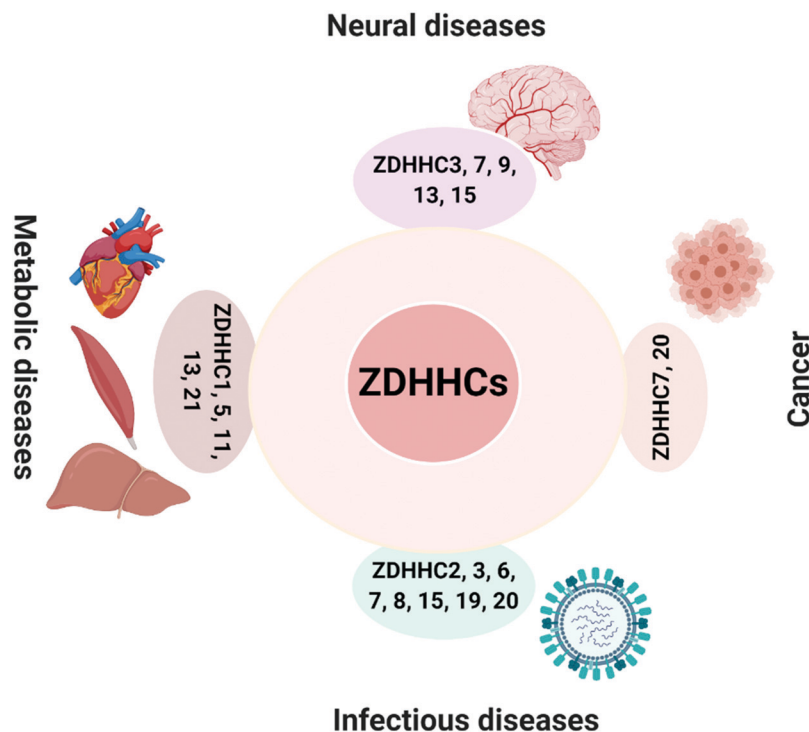 Neural diseases
ZDHHC3, 7, 9,
13, 15
Metabolic diseases
ZDHHC1, 5, 11,
13, 21
ZDHHCs
ZDHHC7, 20
Cancer
ZDHHC2, 3, 6,
7, 8, 15, 19, 20
Infectious diseases